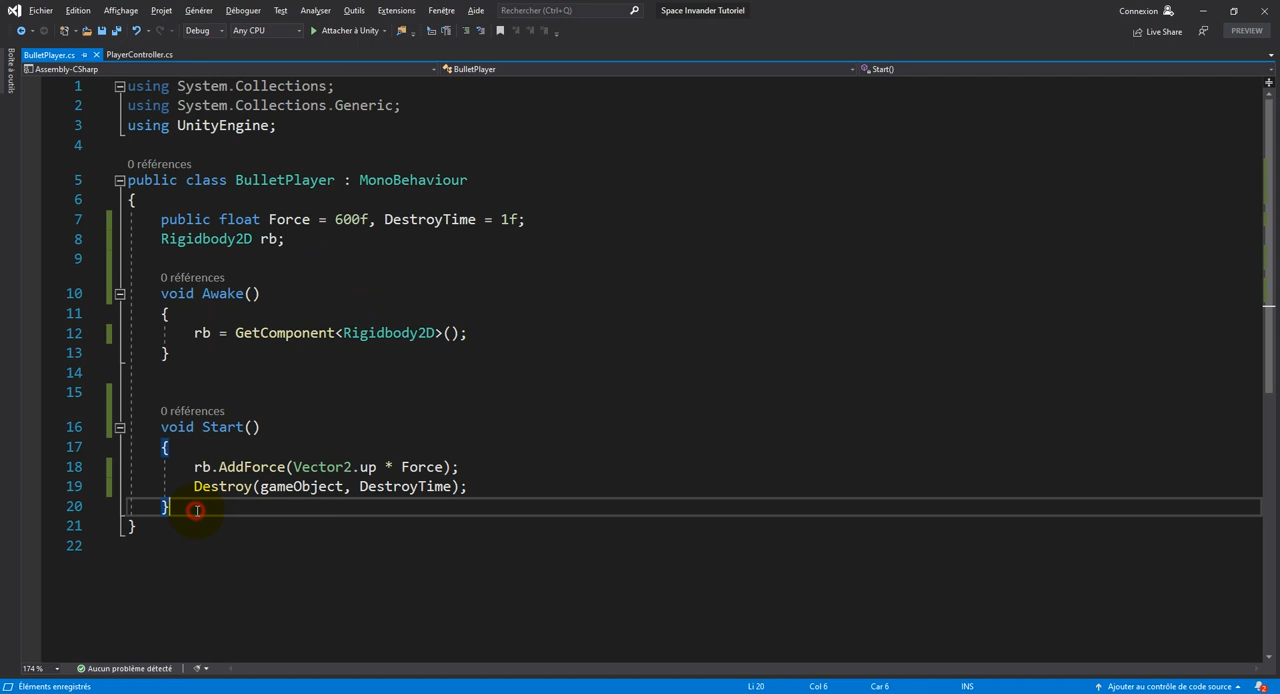 Fichier Edition Affichage Projet Générer Déboguer Test Analyser Outils Extensions Fenêtre Aide Rechercher (Ctrl+Q) Space Invander Tutoriel Connexion
Debug Any CPU Attacher à Unity Live Share PREVIEW
Boîte à outils
BulletPlayer.cs PlayerController.cs
Assembly-CSharp BulletPlayer Start()
1 using System.Collections;
2 using System.Collections.Generic;
3 using UnityEngine;
4
0 références
5 public class BulletPlayer : MonoBehaviour
6 {
7 public float Force = 600f, DestroyTime = 1f;
8 Rigidbody2D rb;
9
0 références
10 void Awake()
11 {
12 rb = GetComponent<Rigidbody2D>();
13 }
14
15
0 références
16 void Start()
17 {
18 rb.AddForce(Vector2.up * Force);
19 Destroy(gameObject, DestroyTime);
20 }
21 }
22
174 % Aucun problème détecté
Éléments enregistrés Li 20 Col 6 Car 6 INS Ajouter au contrôle de code source 2